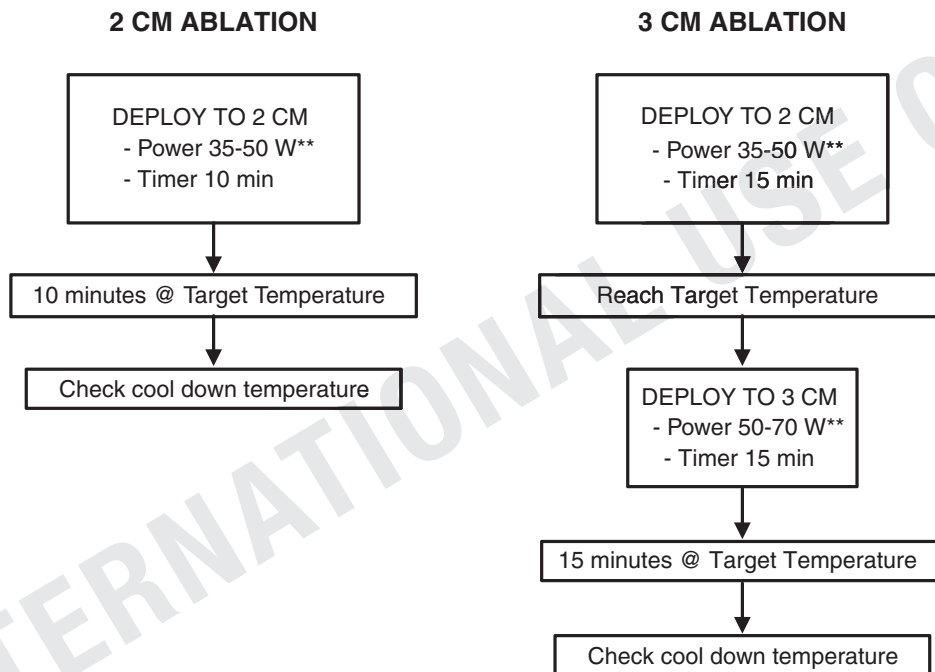 2 CM ABLATION
DEPLOY TO 2 CM
- Power 35-50 W**
- Timer 10 min
10 minutes @ Target Temperature
Check cool down temperature
3 CM ABLATION
DEPLOY TO 2 CM
- Power 35-50 W**
- Timer 15 min
Reach Target Temperature
DEPLOY TO 3 CM
- Power 50-70 W**
- Timer 15 min
15 minutes @ Target Temperature
Check cool down temperature